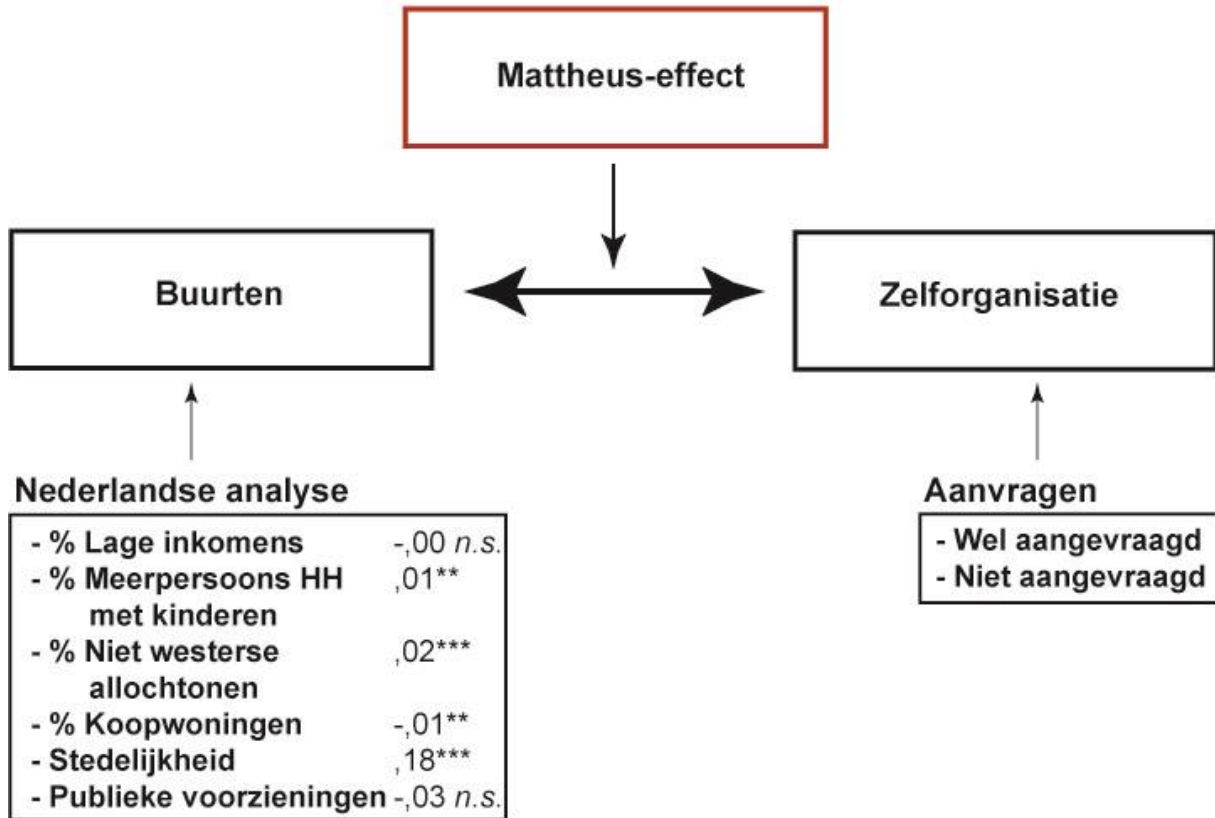 Mattheus-effect
Buurten
Zelforganisatie
Nederlandse analyse
- % Lage inkomens -,00 n.s.
- % Meerpersoons HH ,01**
met kinderen
- % Niet westerse ,02***
allochtonen
- % Koopwoningen -,01**
- Stedelijkheid ,18***
- Publieke voorzieningen -,03 n.s.
Aanvragen
- Wel aangevraagd
- Niet aangevraagd